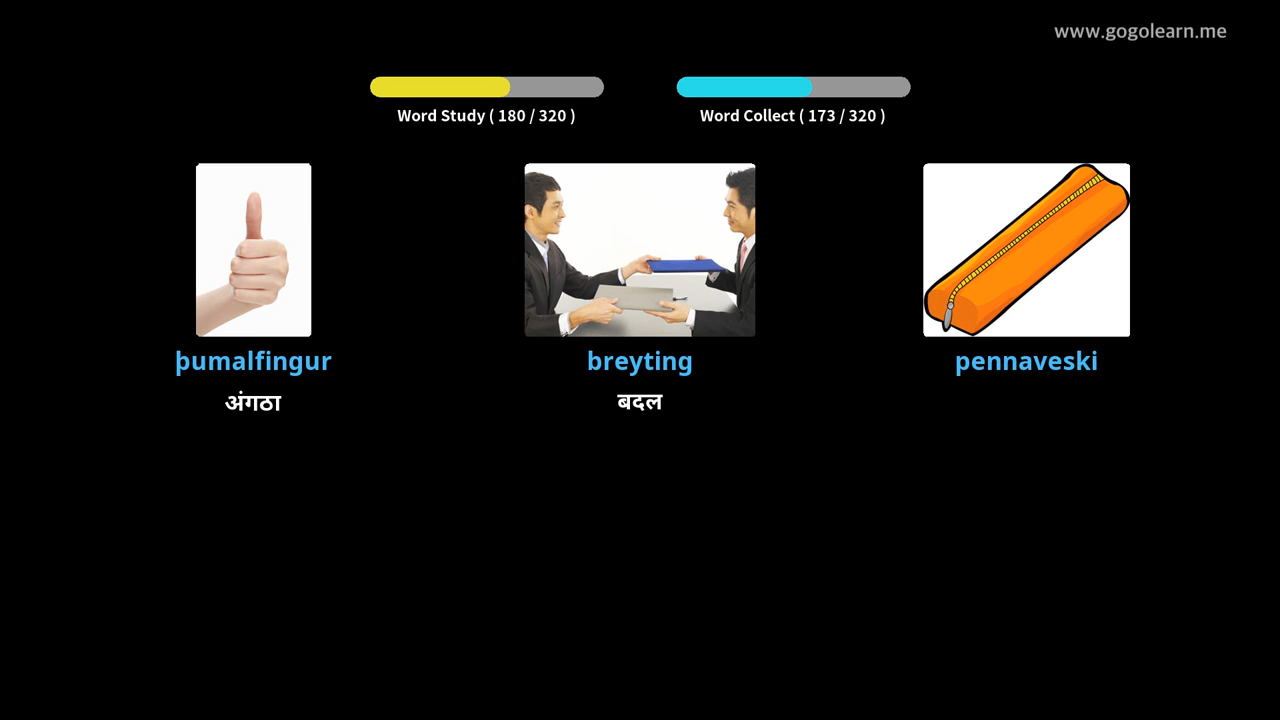 www.gogolearn.me
Word Study ( 180 / 320 )
Word Collect ( 173 / 320 )
þumalfingur
breyting
pennaveski
अंगठा
बदल